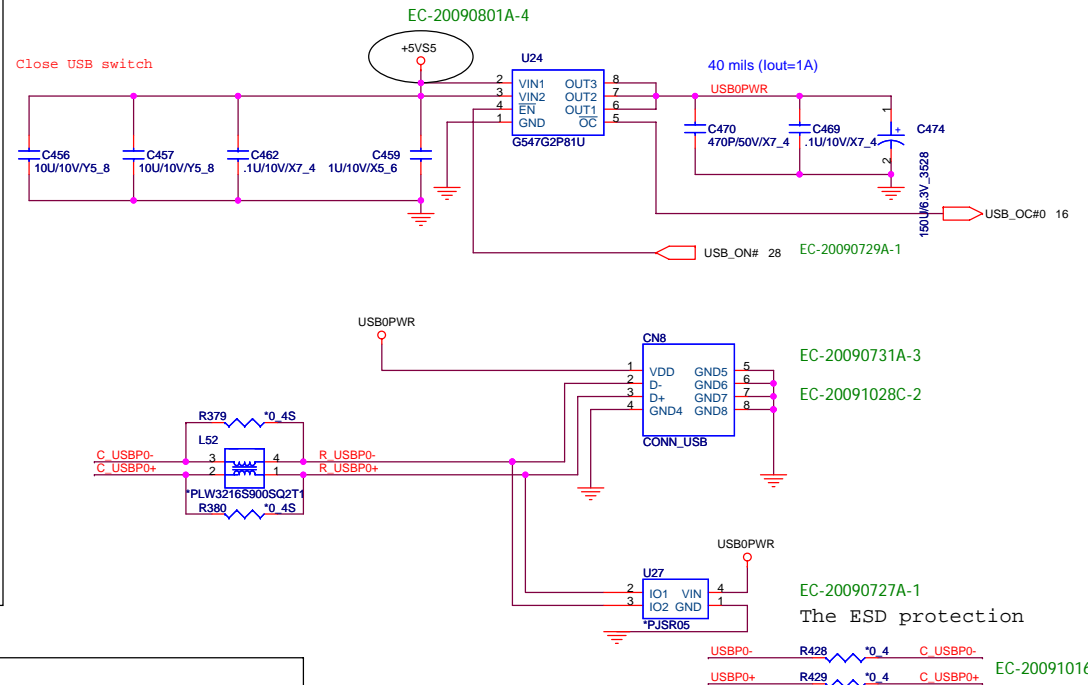 EC-20090801A-4
+5VS5
Close USB switch
U24
40 mils (Iout=1A)
USB0PWR
2 VIN1 OUT3 8
3 VIN2 OUT2 7
4 EN OUT1 6
1 GND OC 5
G547G2P81U
C456
10U/10V/Y5_8
C457
10U/10V/Y5_8
C462
.1U/10V/X7_4
C459
1U/10V/X5_6
C470
470P/50V/X7_4
C469
.1U/10V/X7_4
1
+
2
C474
150U/6.3V_3528
USB_OC#0 16
USB_ON# 28
EC-20090729A-1
USB0PWR
CN8
1 VDD GND5 5
2 D- GND6 6
3 D+ GND7 7
4 GND4 GND8 8
CONN_USB
EC-20090731A-3
EC-20091028C-2
R379 *0_4S
L52
C_USBP0- 3 4 R_USBP0-
C_USBP0+ 2 1 R_USBP0+
*PLW3216S900SQ2T1
R380 *0_4S
USB0PWR
U27
2 IO1 VIN 4
3 IO2 GND 1
*PJSR05
EC-20090727A-1
The ESD protection
USBP0- R428 *0_4 C_USBP0-
USBP0+ R429 *0_4 C_USBP0+
EC-20091016